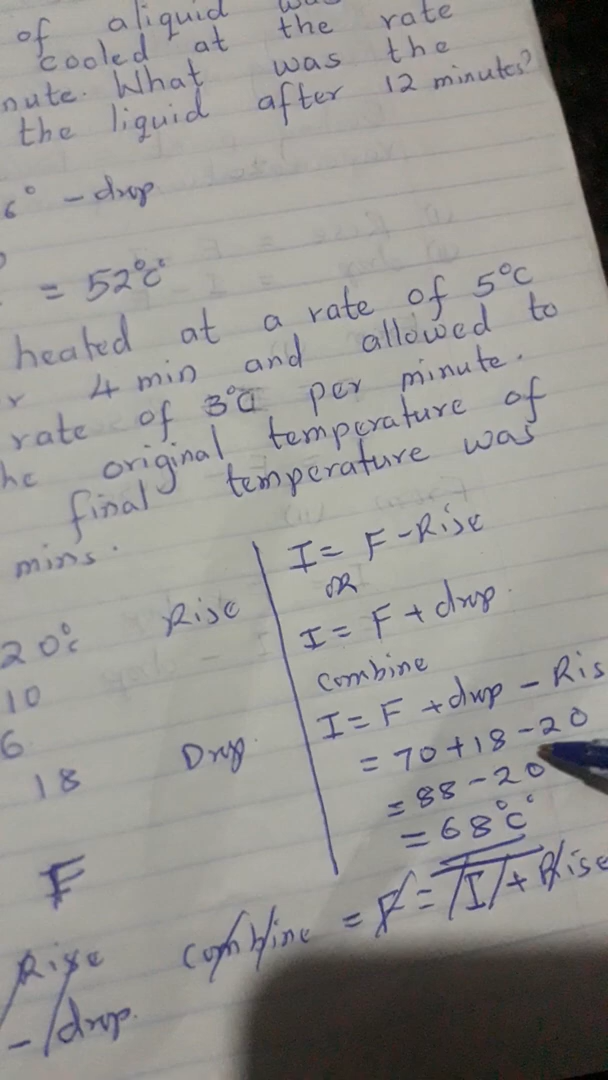 of aliquid was
cooled at the rate
nute. What was the
the liquid after 12 minutes?
6° - drop
= 52°C
heated at a rate of 5°C
r 4 min and allowed to
rate of 3°C per minute.
he original temperature of
final temperature was
mins.
20°c Rise
10
6
18 Drop
F
Rise
- drop.
I = F - Rise
OR
I = F + drop.
combine
I = F + drop - Ris
= 70 + 18 - 20
= 88 - 20
= 68°C
combine = F = I + Rise